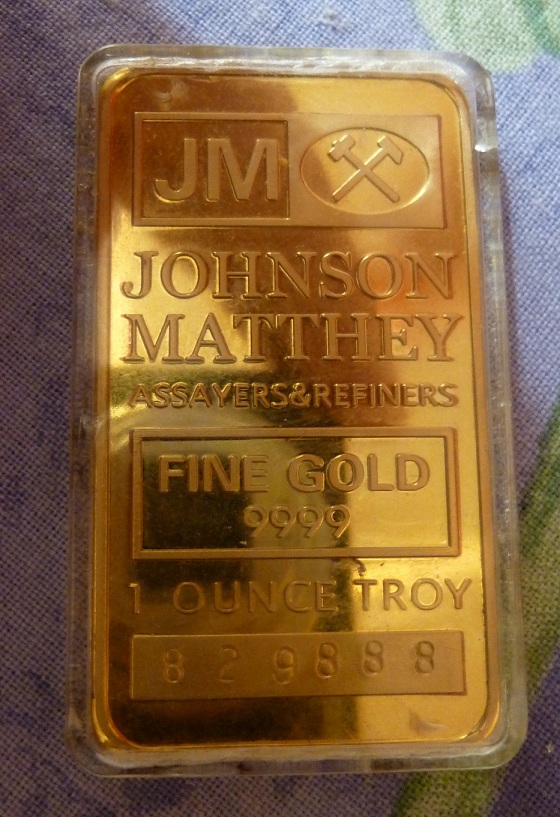 JM
JOHNSON
MATTHEY
ASSAYERS&REFINERS
FINE GOLD
9999
1 OUNCE TROY
829888